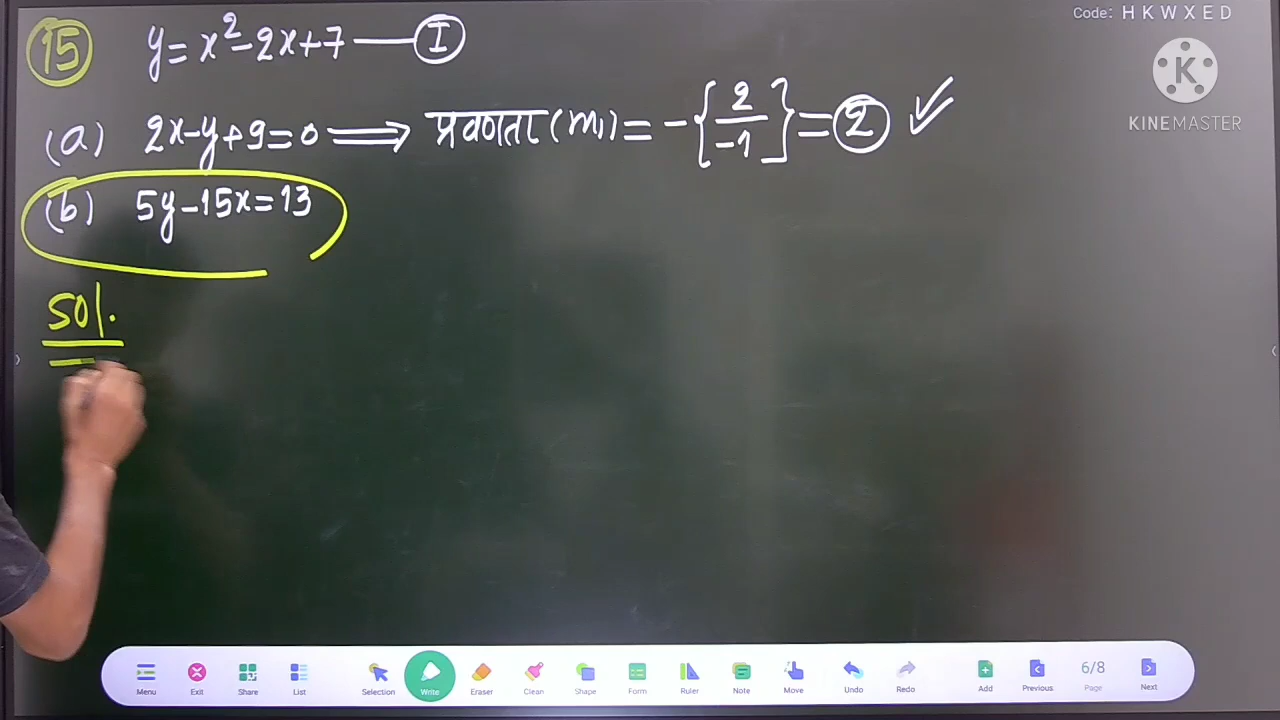 Code: HKWXED
15 y = x² - 2x + 7 — I
KINEMASTER
(a) 2x - y + 9 = 0 ⟹ प्रवणता (m₁) = - { 2 / -1 } = 2 ✓
(b) 5y - 15x = 13
Sol.
Menu Exit Share List Selection Write Eraser Clean Shape Form Ruler Note Move Undo Redo Add Previous 6/8 Page Next